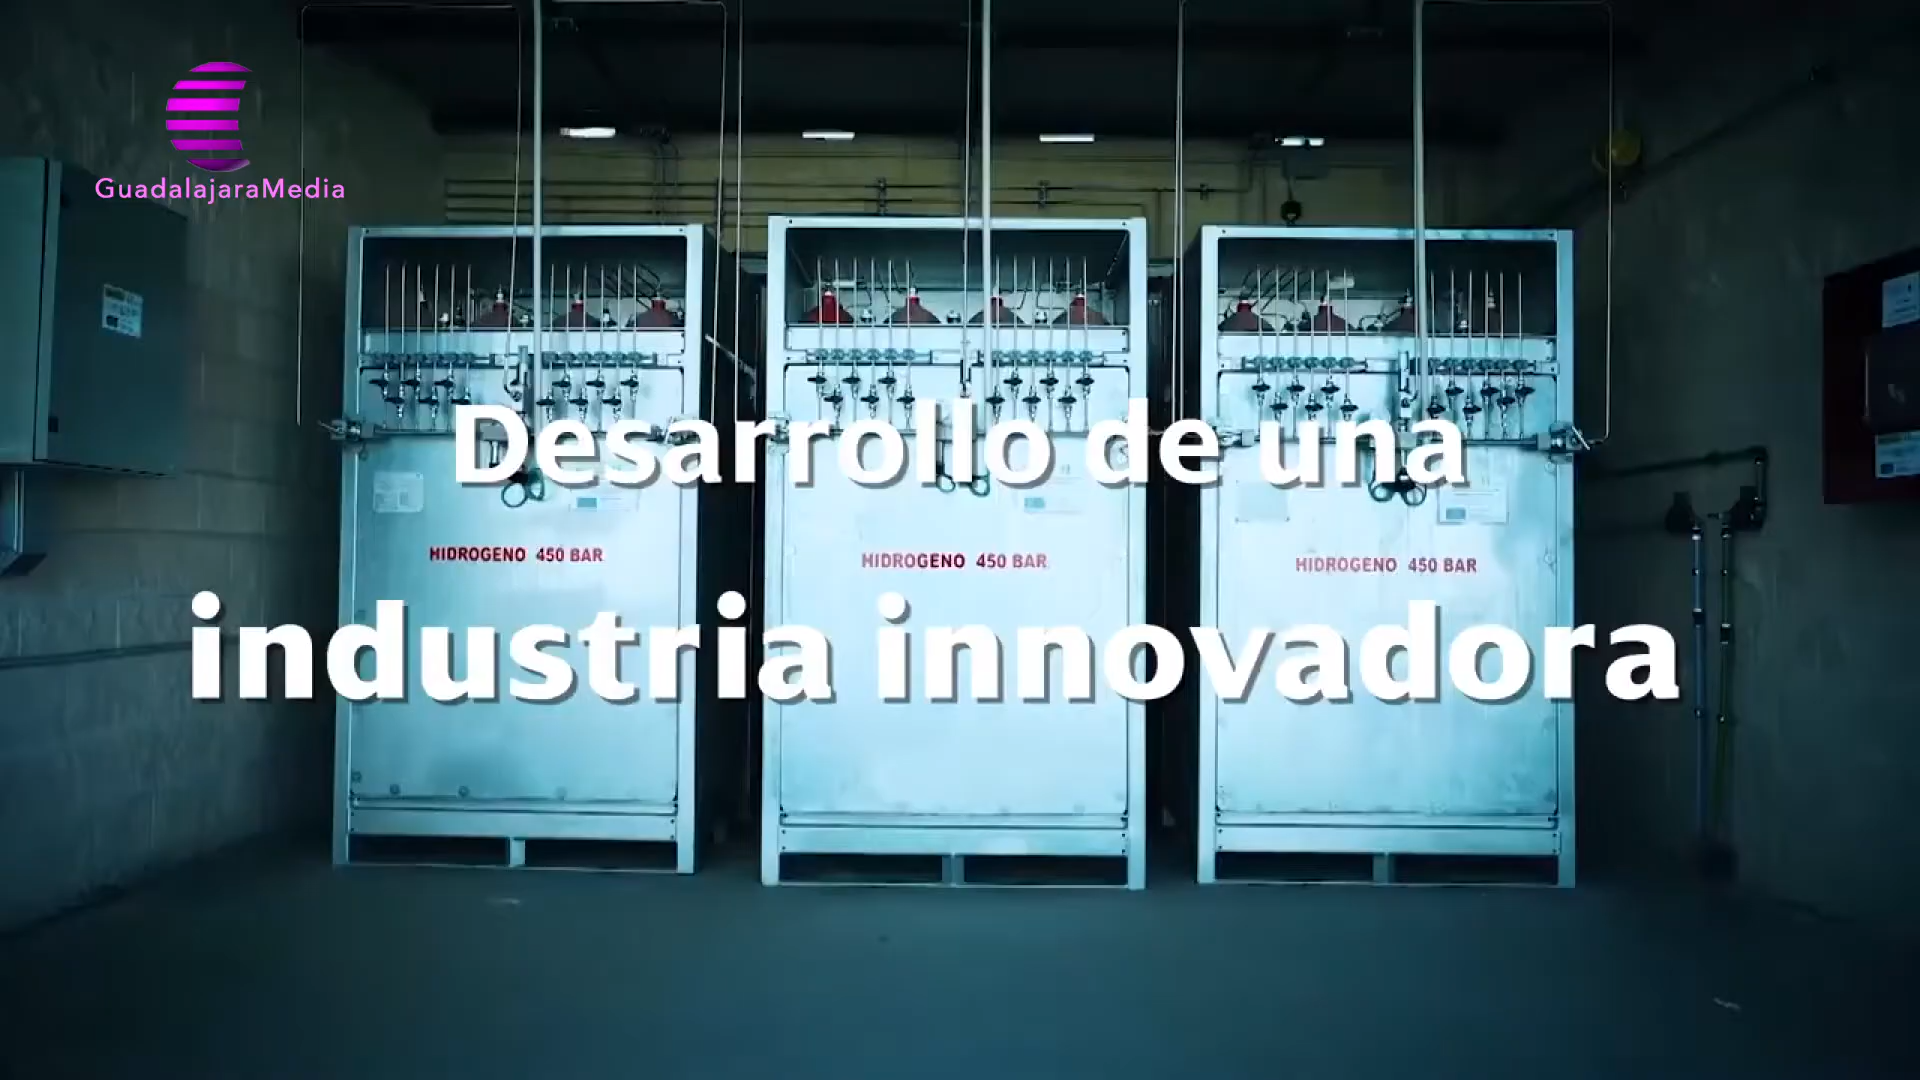 GuadalajaraMedia
Desarrollo de una
HIDROGENO 450 BAR
HIDROGENO 450 BAR
HIDROGENO 450 BAR
industria innovadora